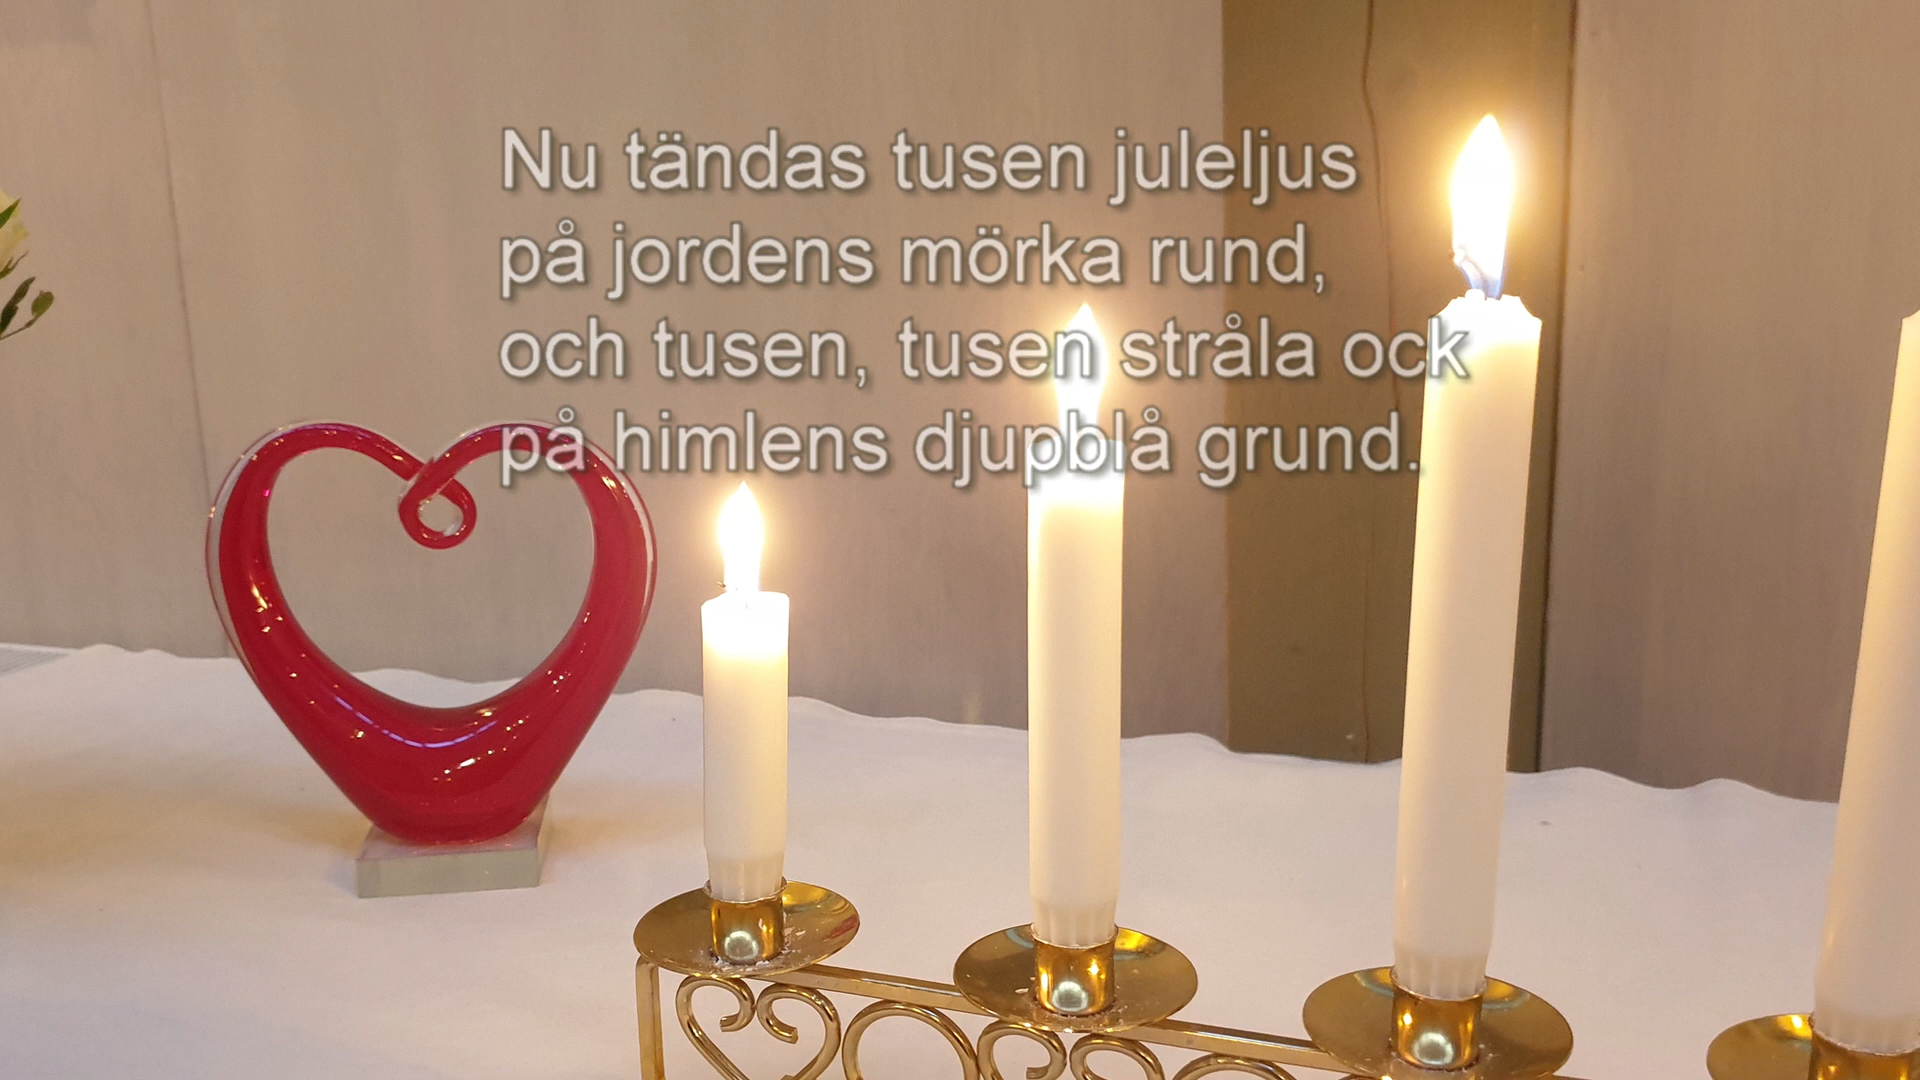 Nu tändas tusen juleljus
på jordens mörka rund,
och tusen, tusen stråla ock
på himlens djupblå grund.